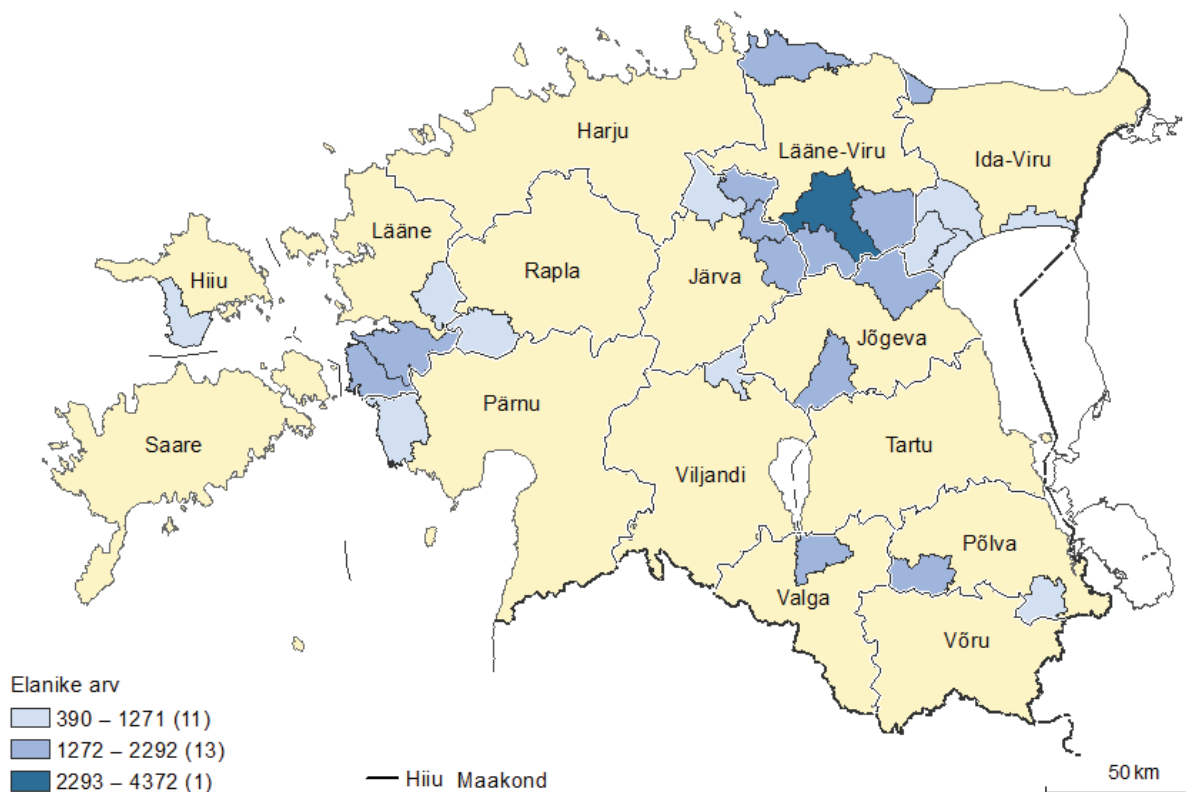 Harju
Lääne-Viru
Ida-Viru
Lääne
Hiiu
Rapla
Järva
Jõgeva
Pärnu
Saare
Tartu
Viljandi
Põlva
Valga
Võru
Elanike arv
390 – 1271 (11)
1272 – 2292 (13)
2293 – 4372 (1)
Hiiu Maakond
50 km